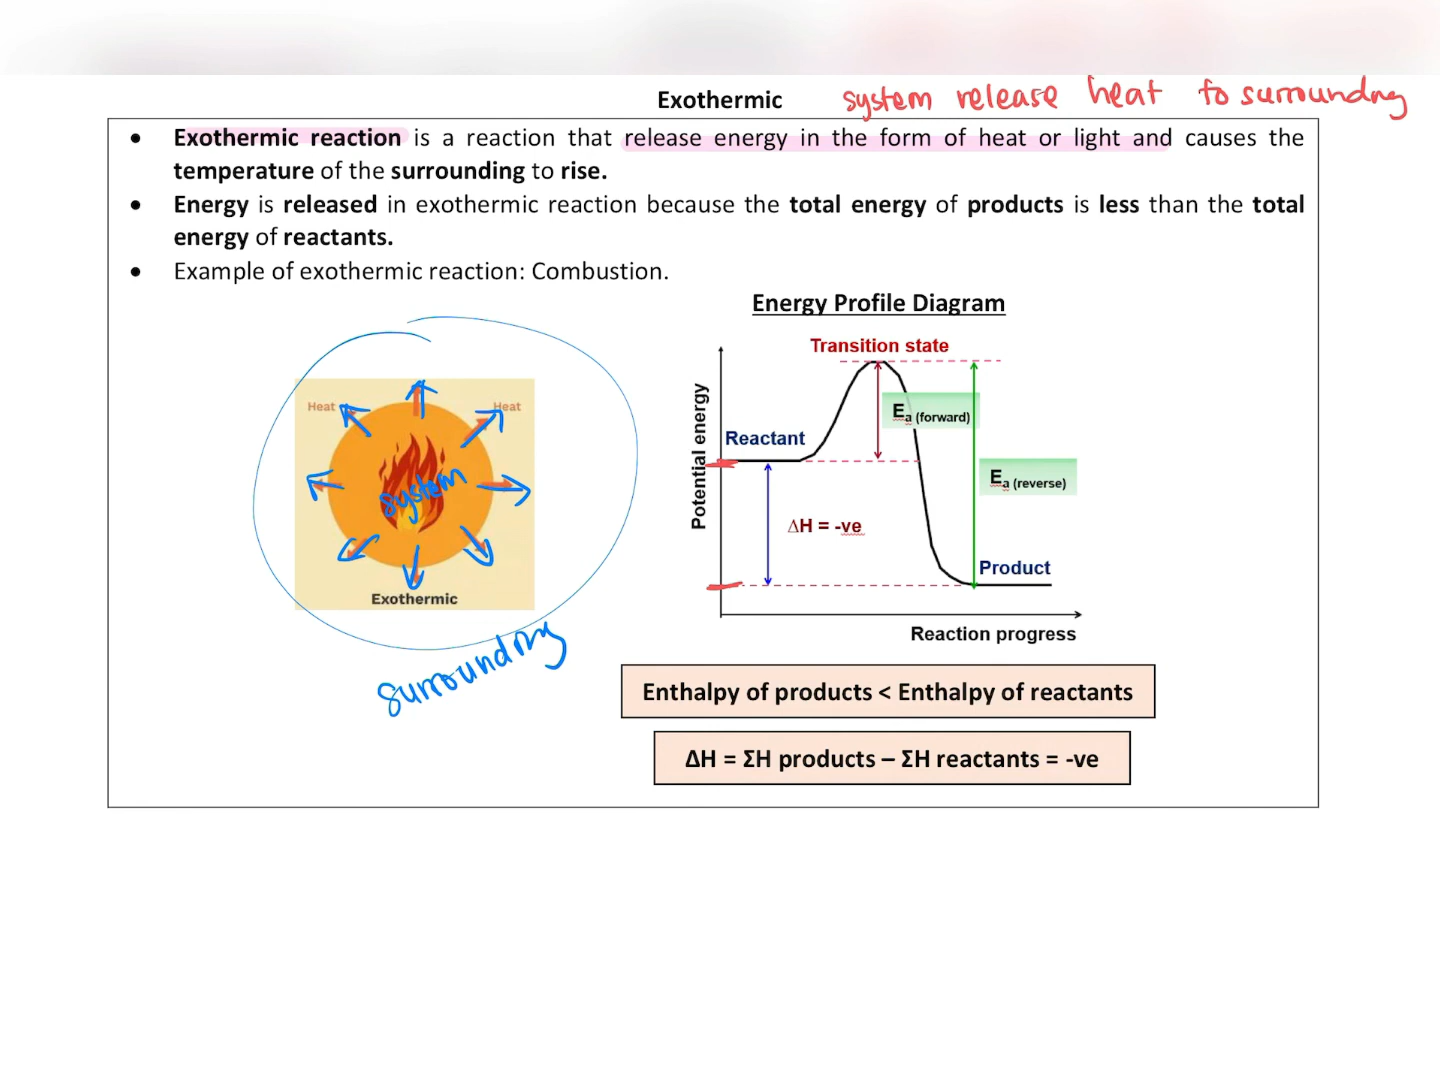 Exothermic system release heat to surrounding
• Exothermic reaction is a reaction that release energy in the form of heat or light and causes the
temperature of the surrounding to rise.
• Energy is released in exothermic reaction because the total energy of products is less than the total
energy of reactants.
• Example of exothermic reaction: Combustion.
Energy Profile Diagram
Heat
Heat
system
Exothermic
surrounding
Transition state
Potential energy
Reactant
Ea (forward)
Ea (reverse)
ΔH = -ve
Product
Reaction progress
Enthalpy of products < Enthalpy of reactants
ΔH = ΣH products – ΣH reactants = -ve